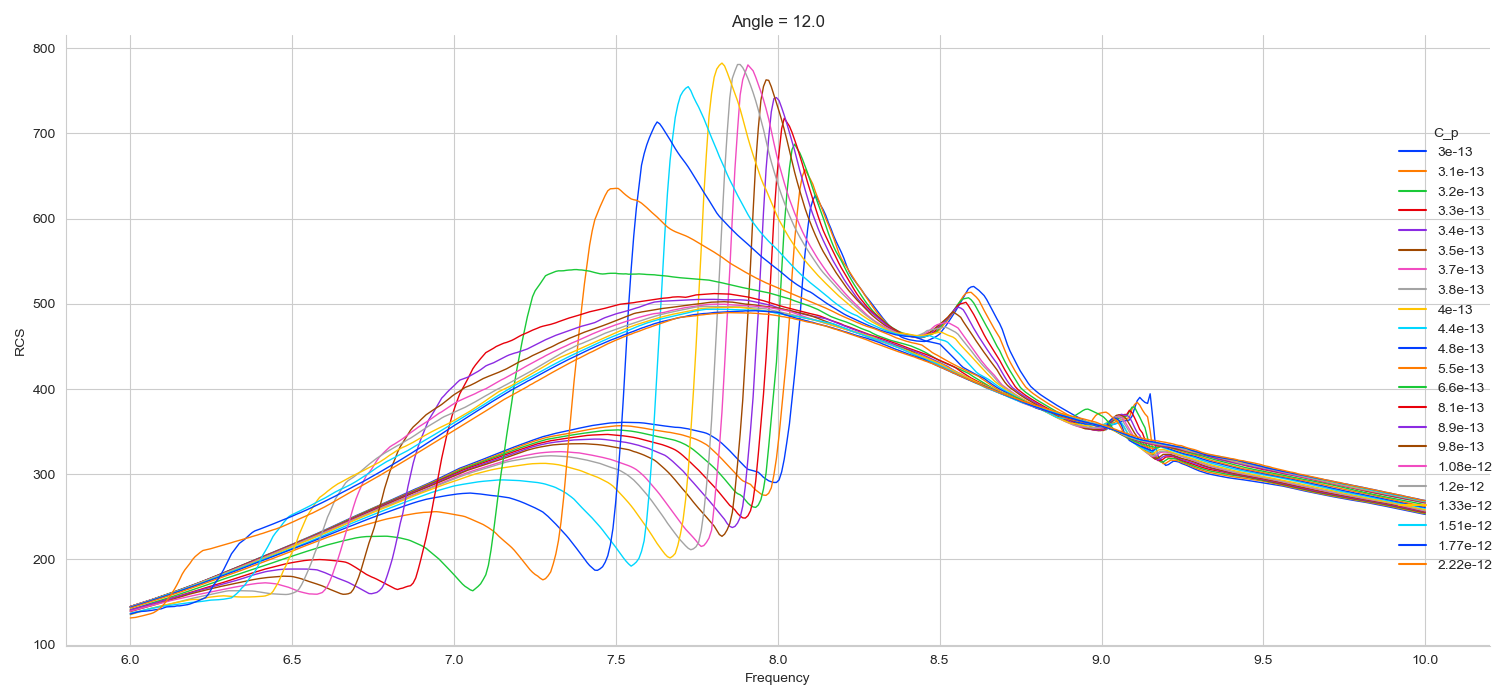 Angle = 12.0
800
700
600
500
400
300
200
100
RCS
6.0
6.5
7.0
7.5
8.0
8.5
9.0
9.5
10.0
Frequency
C_p
3e-13
3.1e-13
3.2e-13
3.3e-13
3.4e-13
3.5e-13
3.7e-13
3.8e-13
4e-13
4.4e-13
4.8e-13
5.5e-13
6.6e-13
8.1e-13
8.9e-13
9.8e-13
1.08e-12
1.2e-12
1.33e-12
1.51e-12
1.77e-12
2.22e-12